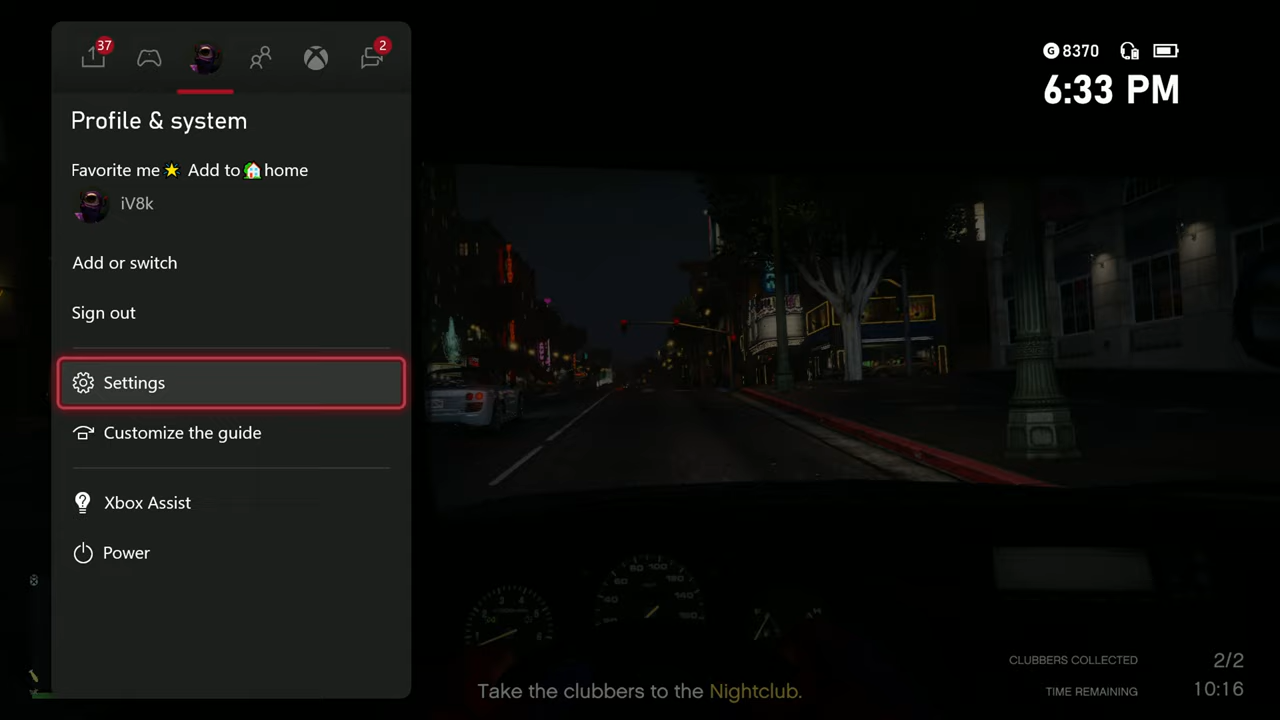 37
2
Profile & system
Favorite me⭐ Add to🏠home
iV8k
Add or switch
Sign out
Settings
Customize the guide
Xbox Assist
Power
G 8370
6:33 PM
CLUBBERS COLLECTED 2/2
TIME REMAINING 10:16
Take the clubbers to the Nightclub.